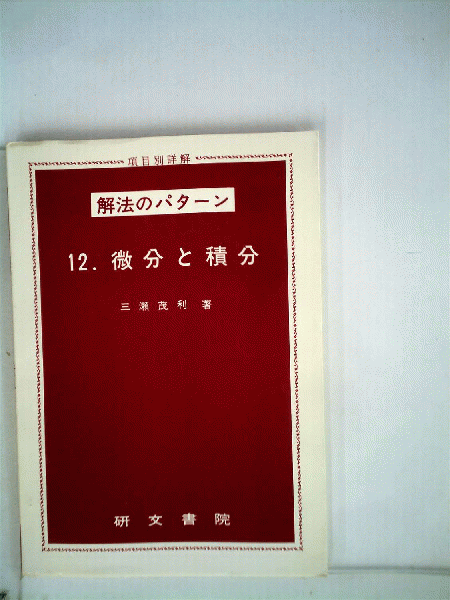 項目別詳解
解法のパターン
12. 微分と積分
三瀬茂利 著
研文書院